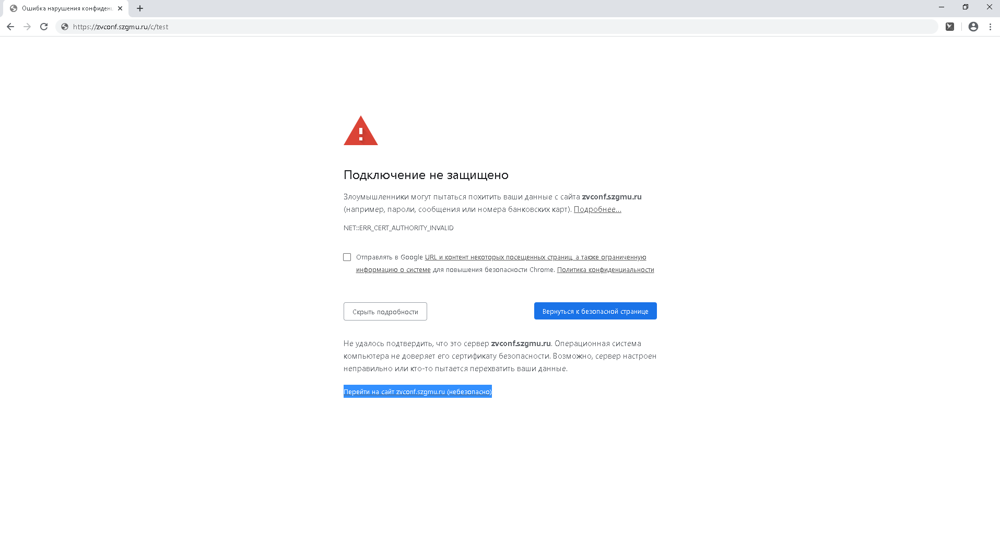 Ошибка нарушения конфиденц
https://zvconf.szgmu.ru/c/test
Подключение не защищено
Злоумышленники могут пытаться похитить ваши данные с сайта zvconf.szgmu.ru
(например, пароли, сообщения или номера банковских карт). Подробнее...
NET::ERR_CERT_AUTHORITY_INVALID
Отправлять в Google URL и контент некоторых посещенных страниц, а также ограниченную
информацию о системе для повышения безопасности Chrome. Политика конфиденциальности
Скрыть подробности
Вернуться к безопасной странице
Не удалось подтвердить, что это сервер zvconf.szgmu.ru. Операционная система
компьютера не доверяет его сертификату безопасности. Возможно, сервер настроен
неправильно или кто-то пытается перехватить ваши данные.
Перейти на сайт zvconf.szgmu.ru (небезопасно)